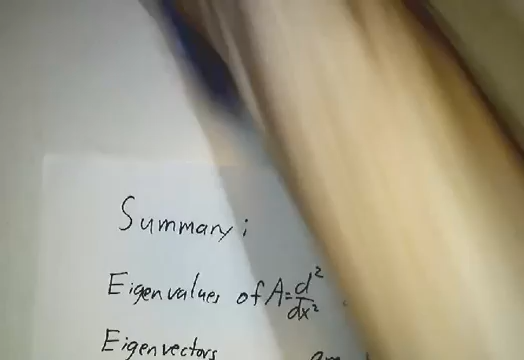 Summary:
Eigenvalues of A = d²/dx²
Eigenvectors